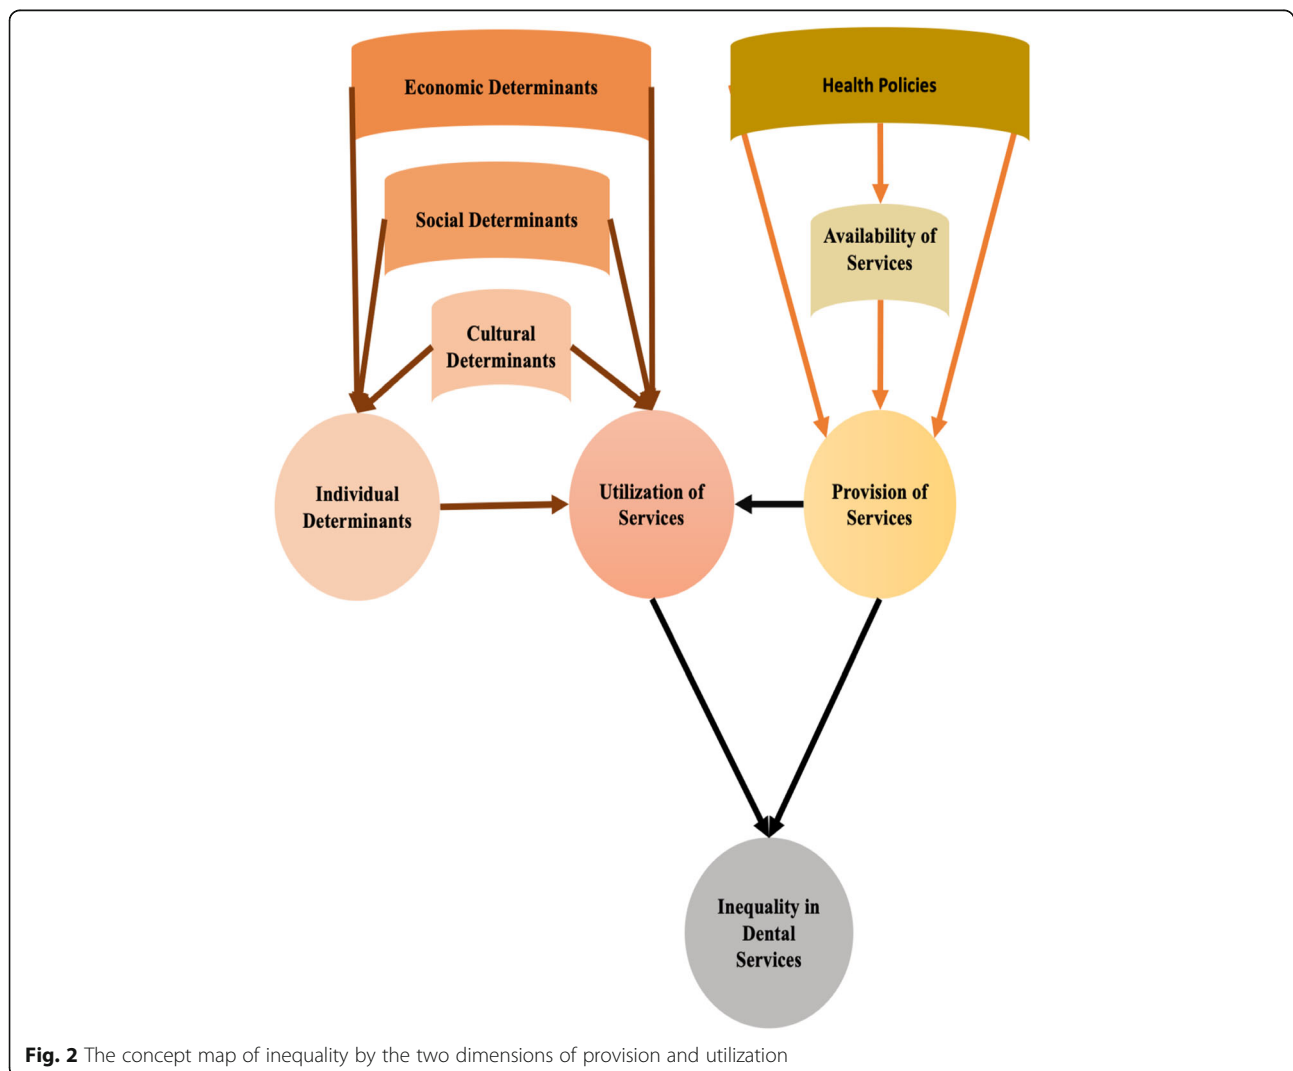 Economic Determinants
Health Policies
Social Determinants
Availability of
Services
Cultural
Determinants
Individual
Determinants
Utilization of
Services
Provision of
Services
Inequality in
Dental
Services
Fig. 2 The concept map of inequality by the two dimensions of provision and utilization